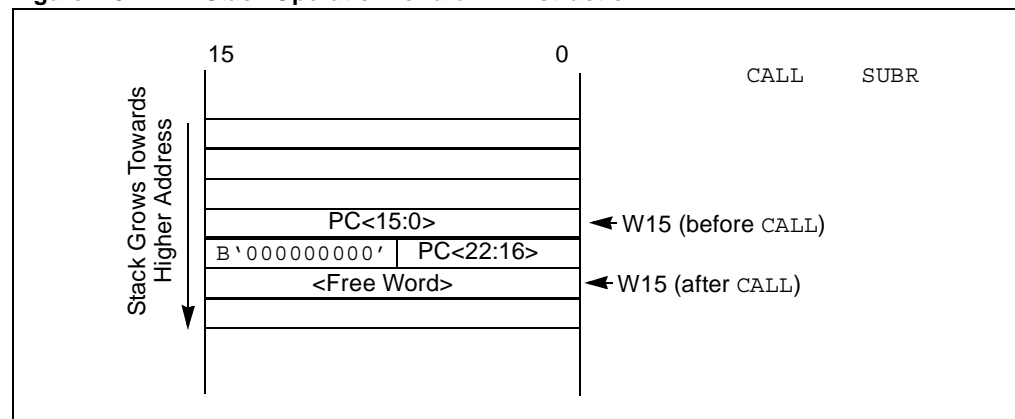 15 0
CALL SUBR
Stack Grows Towards
Higher Address
PC<15:0>
W15 (before CALL)
B‘000000000’ PC<22:16>
<Free Word>
W15 (after CALL)